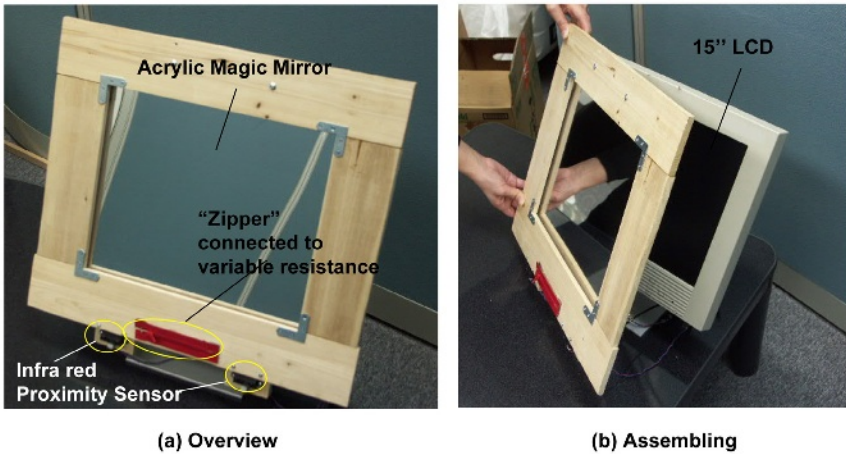 Acrylic Magic Mirror
"Zipper"
connected to
variable resistance
Infra red
Proximity Sensor
15'' LCD
(a) Overview
(b) Assembling